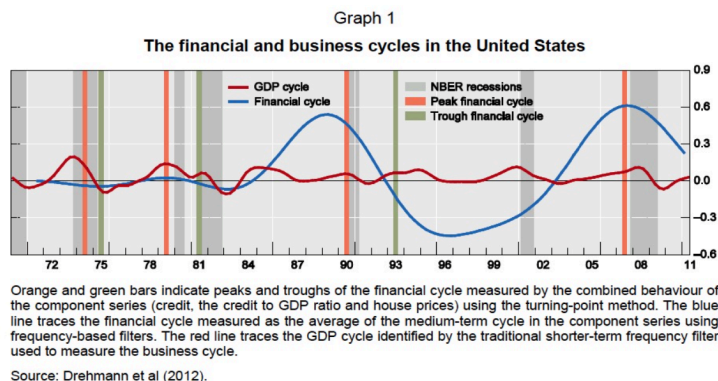 Graph 1
The financial and business cycles in the United States
0.9
GDP cycle
Financial cycle
NBER recessions
Peak financial cycle
Trough financial cycle
0.6
0.3
0.0
–0.3
–0.6
72 75 78 81 84 87 90 93 96 99 02 05 08 11
Orange and green bars indicate peaks and troughs of the financial cycle measured by the combined behaviour of
the component series (credit, the credit to GDP ratio and house prices) using the turning-point method. The blue
line traces the financial cycle measured as the average of the medium-term cycle in the component series using
frequency-based filters. The red line traces the GDP cycle identified by the traditional shorter-term frequency filter
used to measure the business cycle.
Source: Drehmann et al (2012).